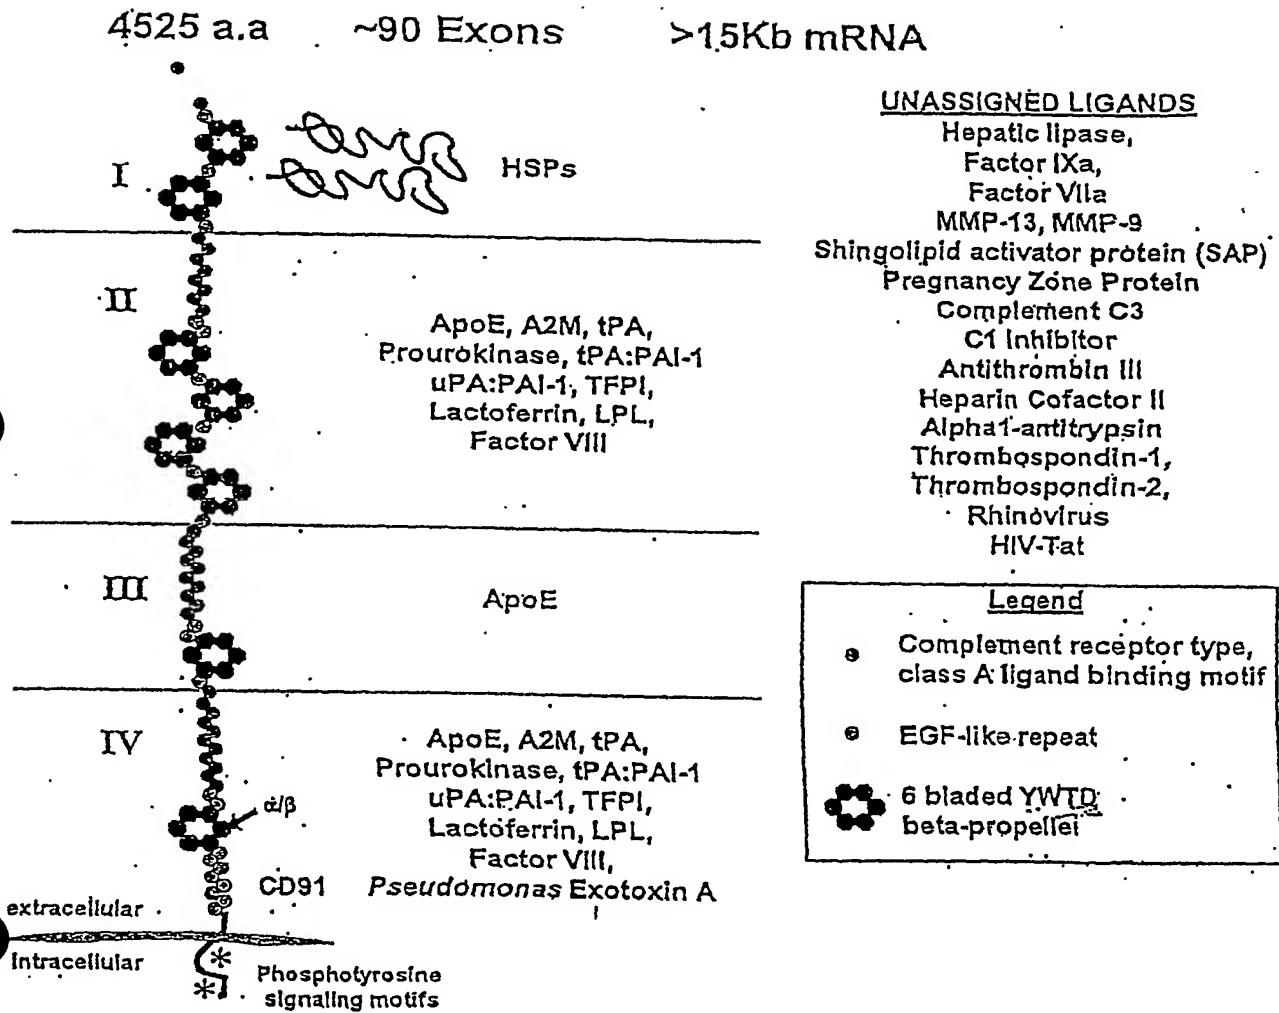 4525 a.a ~90 Exons >15Kb mRNA
I
HSPs
II
ApoE, A2M, tPA,
Prourokinase, tPA:PAI-1
uPA:PAI-1, TFPI,
Lactoferrin, LPL,
Factor VIII
III
ApoE
IV
ApoE, A2M, tPA,
Prourokinase, tPA:PAI-1
uPA:PAI-1, TFPI,
Lactoferrin, LPL,
Factor VIII,
Pseudomonas Exotoxin A
α/β
CD91
extracellular
intracellular
* *
Phosphotyrosine
signaling motifs
UNASSIGNED LIGANDS
Hepatic lipase,
Factor IXa,
Factor VIIa
MMP-13, MMP-9
Shingolipid activator protein (SAP)
Pregnancy Zone Protein
Complement C3
C1 Inhibitor
Antithrombin III
Heparin Cofactor II
Alpha1-antitrypsin
Thrombospondin-1,
Thrombospondin-2,
Rhinovirus
HIV-Tat
Legend
Complement receptor type,
class A ligand binding motif
EGF-like repeat
6 bladed YWTD
beta-propeller